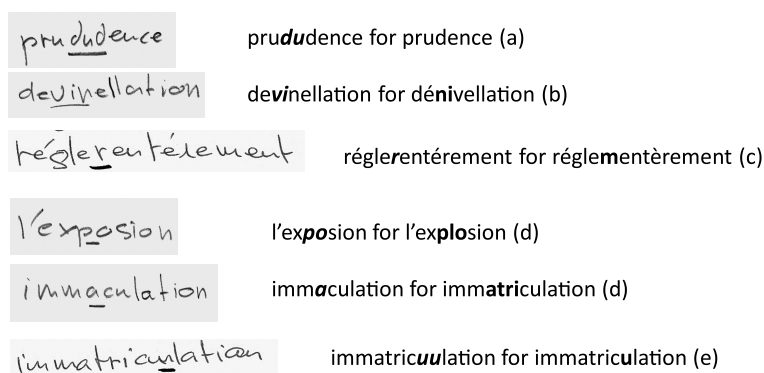 prududence prududence for prudence (a)
devinellation devinellation for dénivellation (b)
réglerentérement réglerentérement for réglementèrement (c)
l'exposion l'exposion for l'explosion (d)
immaculation immaculation for immatriculation (d)
immatricuulation immatricuulation for immatriculation (e)